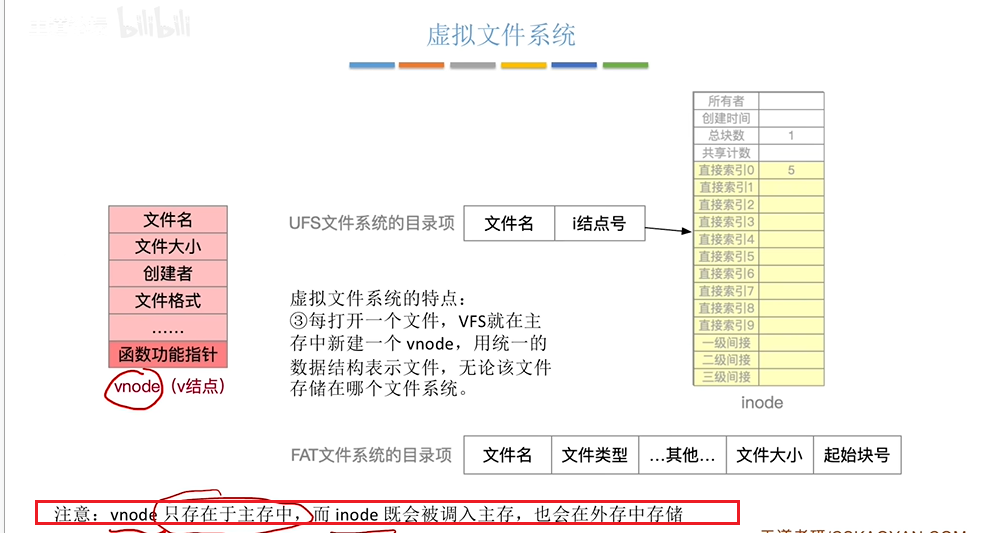 bilibili
虚拟文件系统
所有者
创建时间
总块数 1
共享计数
直接索引0 5
直接索引1
直接索引2
直接索引3
直接索引4
直接索引5
直接索引6
直接索引7
直接索引8
直接索引9
一级间接
二级间接
三级间接
inode
文件名
文件大小
创建者
文件格式
......
函数功能指针
vnode（v结点）
UFS文件系统的目录项 文件名 i结点号
虚拟文件系统的特点：
③每打开一个文件，VFS就在主
存中新建一个 vnode，用统一的
数据结构表示文件，无论该文件
存储在哪个文件系统。
FAT文件系统的目录项 文件名 文件类型 ...其他... 文件大小 起始块号
注意：vnode 只存在于主存中，而 inode 既会被调入主存，也会在外存中存储